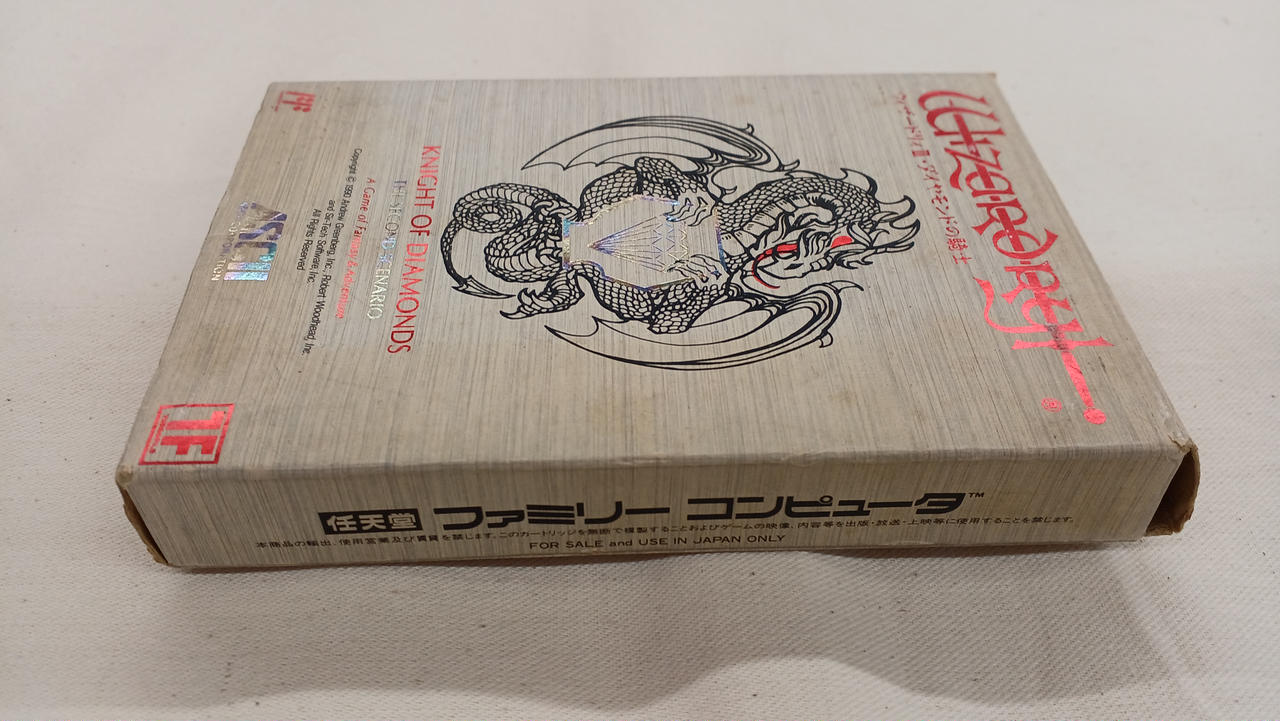 Wizardry®
ウィザードリィⅢ・ダイヤモンドの騎士
KNIGHT OF DIAMONDS
THE SECOND SCENARIO
A Game of Fantasy & Adventure
Copyright © 1980 Andrew Greenberg, Inc., Robert Woodhead, Inc.
and Sir-Tech Software, Inc.
All Rights Reserved
ASCII
CORPORATION
任天堂 ファミリー コンピュータ™
本商品の輸出、使用営業及び賃貸を禁じます。このカートリッジを無断で複製することおよびゲームの映像、内容等を出版・放送・上映等に使用することを禁じます。
FOR SALE and USE IN JAPAN ONLY